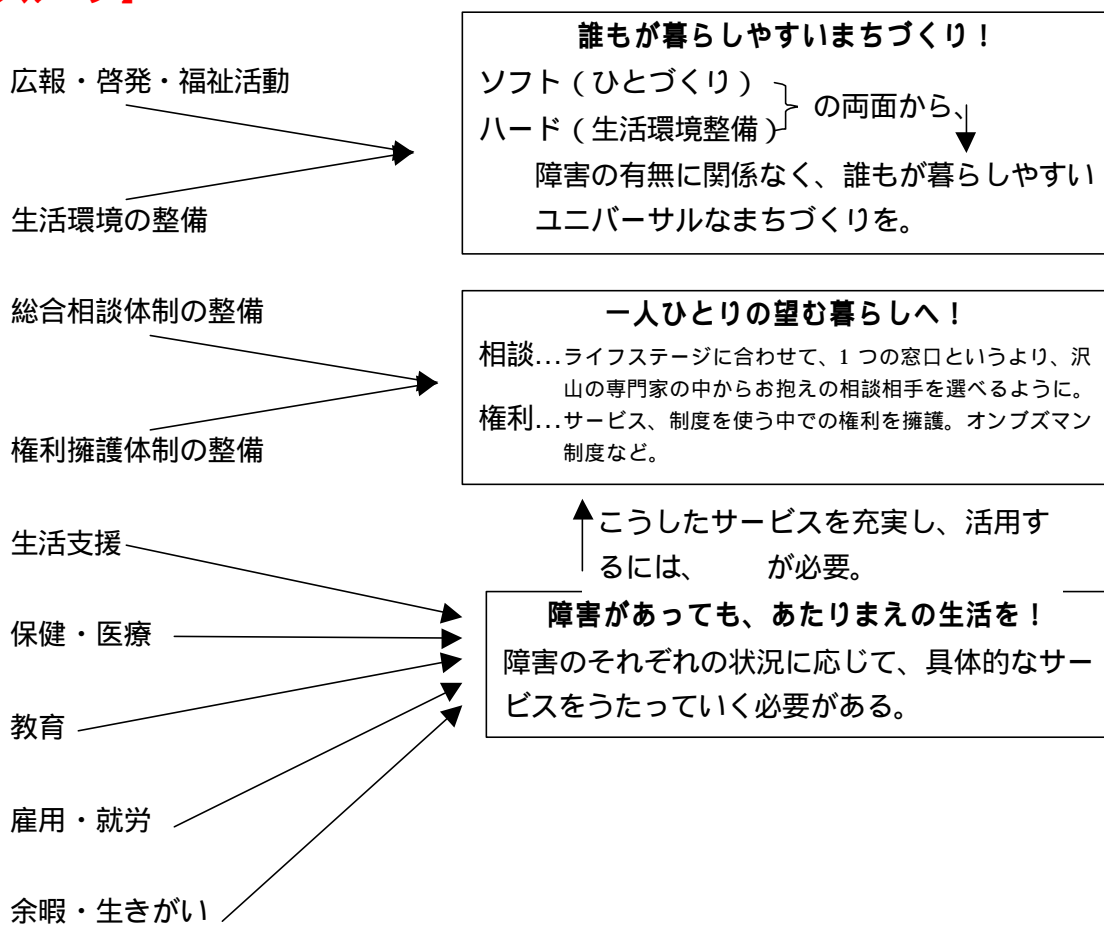 誰もが暮らしやすいまちづくり！
広報・啓発・福祉活動
ソフト（ひとづくり）
ハード（生活環境整備）
の両面から、
障害の有無に関係なく、誰もが暮らしやすい
ユニバーサルなまちづくりを。
生活環境の整備
総合相談体制の整備
一人ひとりの望む暮らしへ！
相談…ライフステージに合わせて、1 つの窓口というより、沢
山の専門家の中からお抱えの相談相手を選べるように。
権利…サービス、制度を使う中での権利を擁護。オンブズマン
制度など。
権利擁護体制の整備
こうしたサービスを充実し、活用す
るには、　　が必要。
生活支援
保健・医療
教育
雇用・就労
余暇・生きがい
障害があっても、あたりまえの生活を！
障害のそれぞれの状況に応じて、具体的なサー
ビスをうたっていく必要がある。